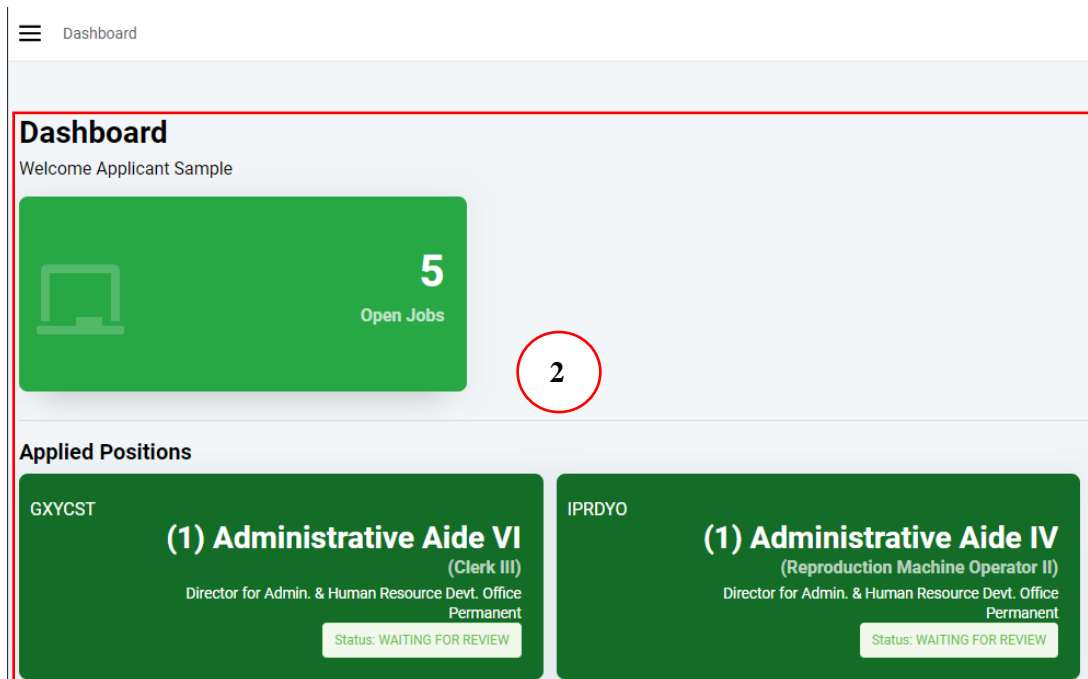 Dashboard
Dashboard
Welcome Applicant Sample
5
Open Jobs
2
Applied Positions
GXYCST
(1) Administrative Aide VI
(Clerk III)
Director for Admin. & Human Resource Devt. Office
Permanent
Status: WAITING FOR REVIEW
IPRDYO
(1) Administrative Aide IV
(Reproduction Machine Operator II)
Director for Admin. & Human Resource Devt. Office
Permanent
Status: WAITING FOR REVIEW